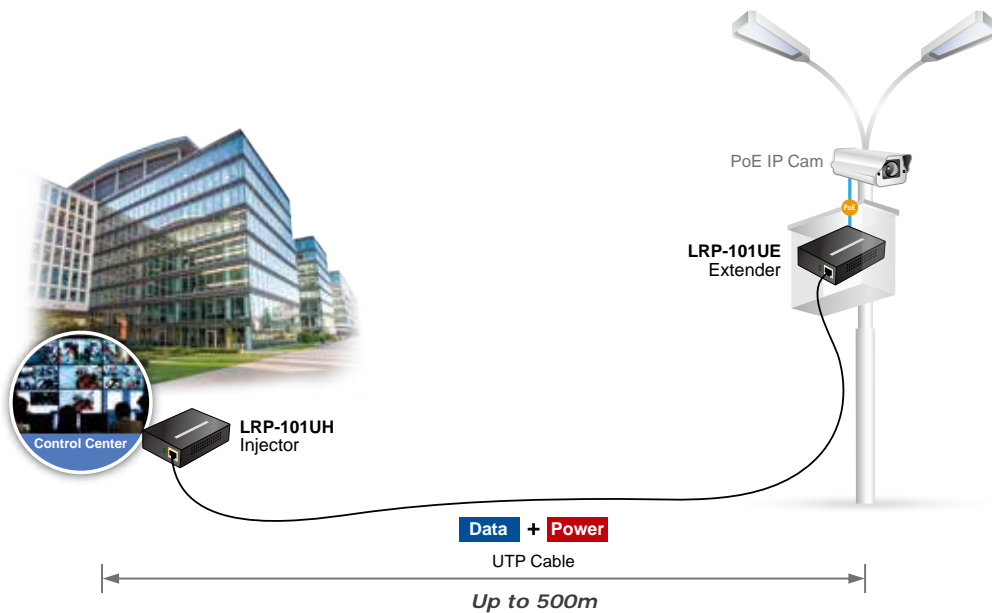 PoE IP Cam
PoE
LRP-101UE
Extender
LRP-101UH
Injector
Control Center
Data + Power
UTP Cable
Up to 500m